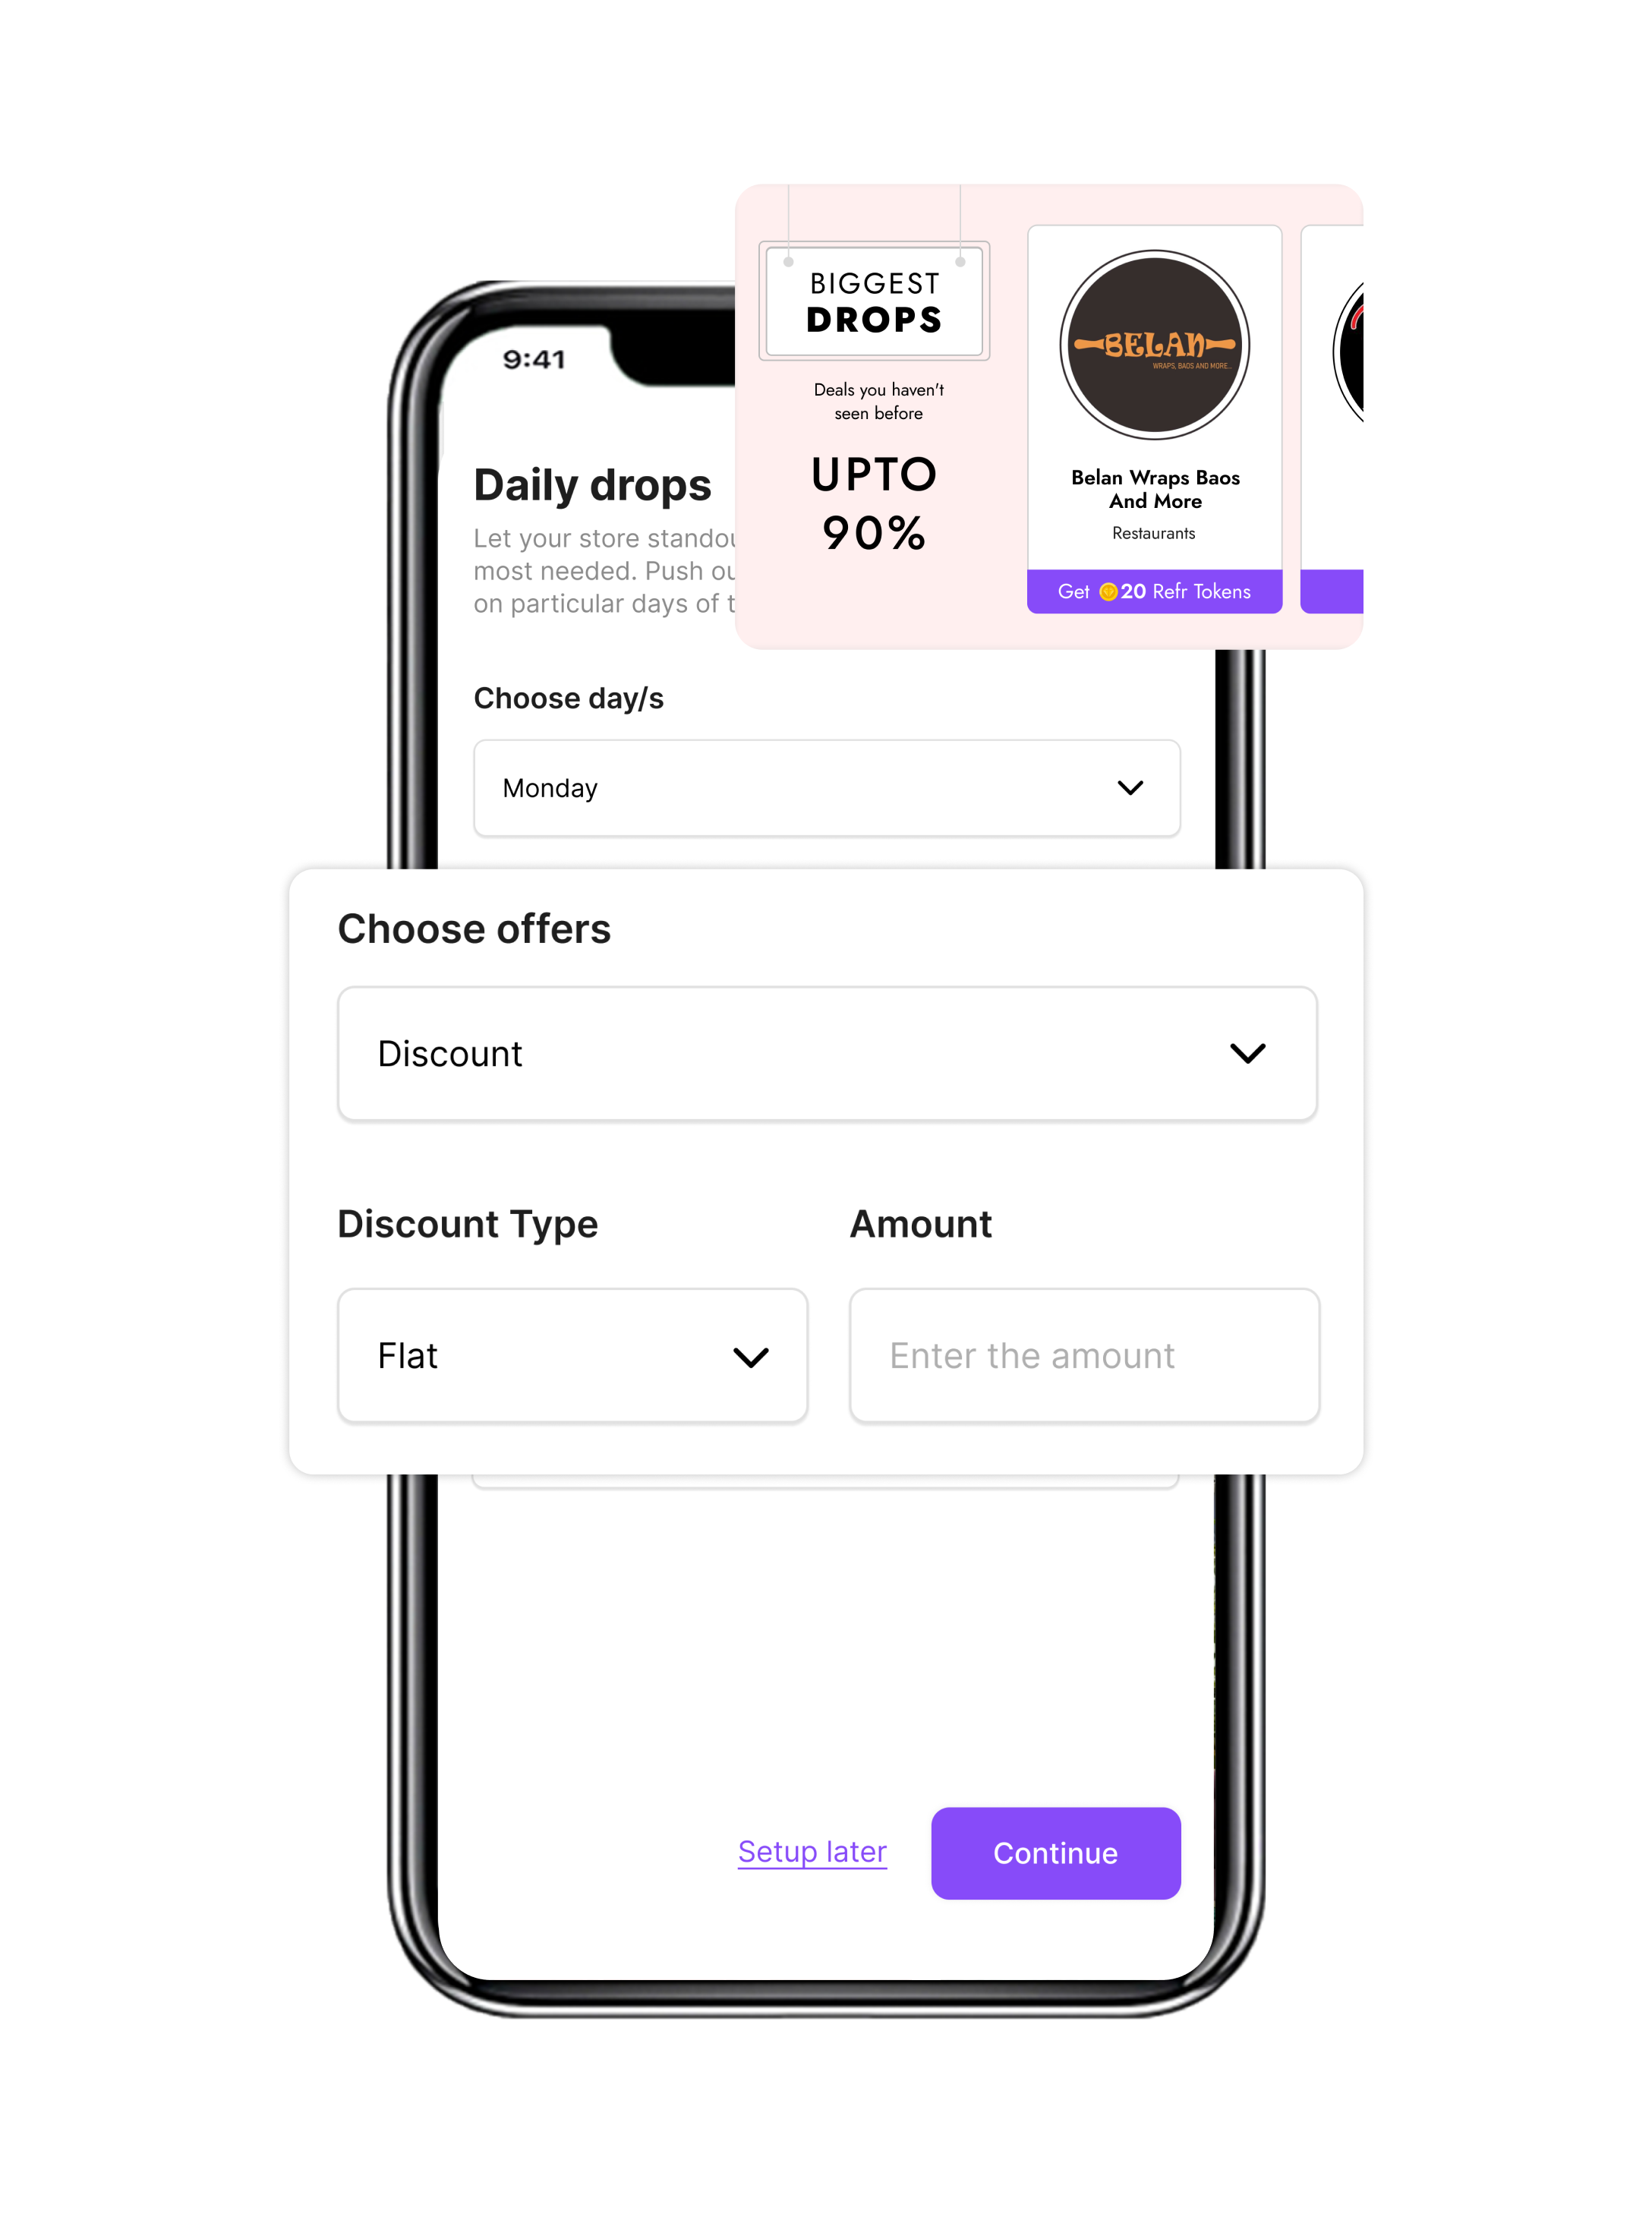 9:41
BIGGEST
DROPS
Deals you haven't
seen before
UPTO
90%
BELAN
WRAPS, BAOS AND MORE...
Belan Wraps Baos
And More
Restaurants
Get 20 Refr Tokens
Daily drops
Let your store
most needed. Push
on particular days of
Choose day/s
Monday
Choose offers
Discount
Discount Type
Amount
Flat
Enter the amount
Setup later
Continue